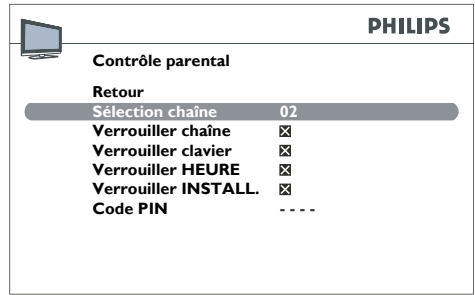 PHILIPS
Contrôle parental
Retour
Sélection chaîne 02
Verrouiller chaîne
Verrouiller clavier
Verrouiller HEURE
Verrouiller INSTALL.
Code PIN - - - -